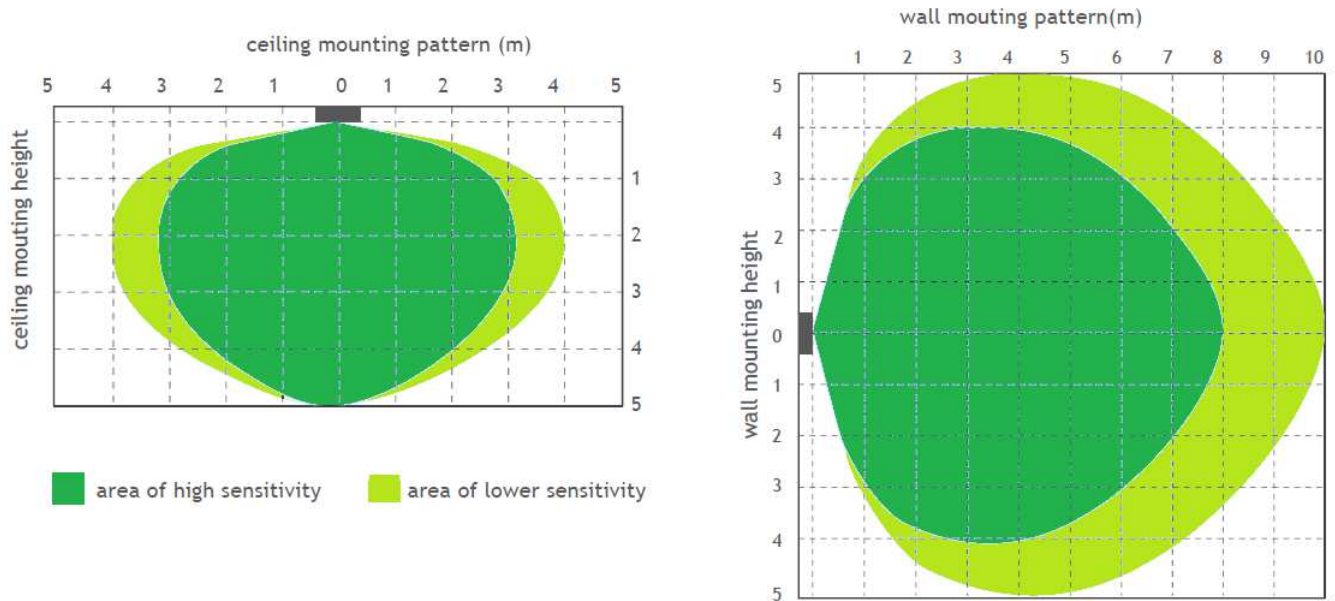 ceiling mounting pattern (m)
5 4 3 2 1 0 1 2 3 4 5
ceiling mouting height
1
2
3
4
5
area of high sensitivity
area of lower sensitivity
wall mouting pattern(m)
1 2 3 4 5 6 7 8 9 10
wall mounting height
5
4
3
2
1
0
1
2
3
4
5